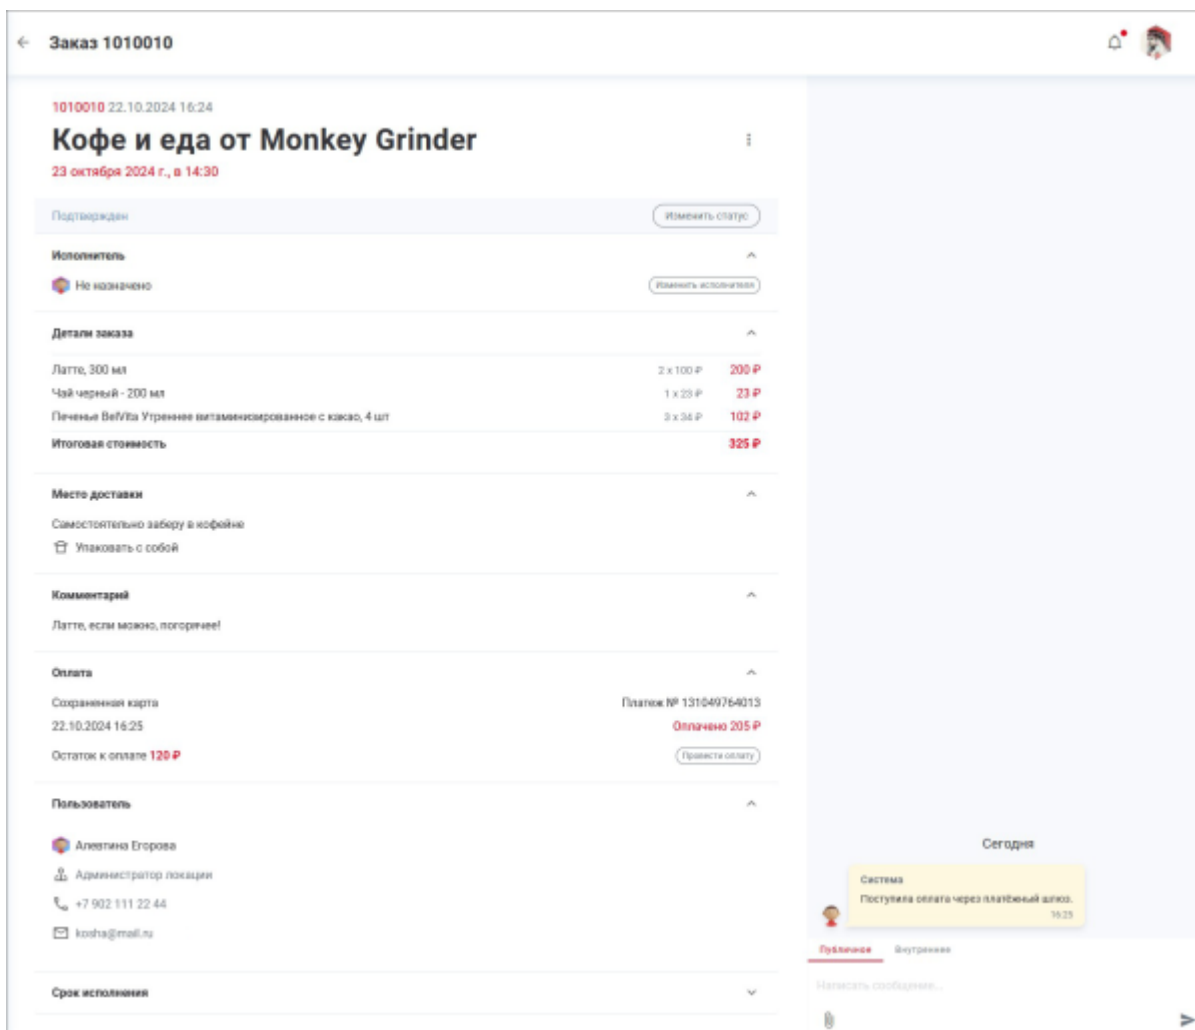 Заказ 1010010
1010010 22.10.2024 16:24
Кофе и еда от Monkey Grinder
23 октября 2024 г., в 14:30
Подтвержден
Изменить статус
Исполнитель
Не назначено
Изменить исполнителя
Детали заказа
Латте, 300 мл 2 x 100 ₽ 200 ₽
Чай черный - 200 мл 1 x 23 ₽ 23 ₽
Печенье BelVita Утреннее витаминизированное с какао, 4 шт 3 x 34 ₽ 102 ₽
Итоговая стоимость 325 ₽
Место доставки
Самостоятельно заберу в кофейне
Упаковать с собой
Комментарий
Латте, если можно, погорячее!
Оплата
Сохраненная карта Платеж № 131049764013
22.10.2024 16:25 Оплачено 205 ₽
Остаток к оплате 120 ₽ Провести оплату
Пользователь
Алевтина Егорова
Администратор локации
+7 902 111 22 44
kosha@mail.ru
Срок исполнения
Сегодня
Система
Поступила оплата через платёжный шлюз.
16:25
Публичное Внутреннее
Написать сообщение...